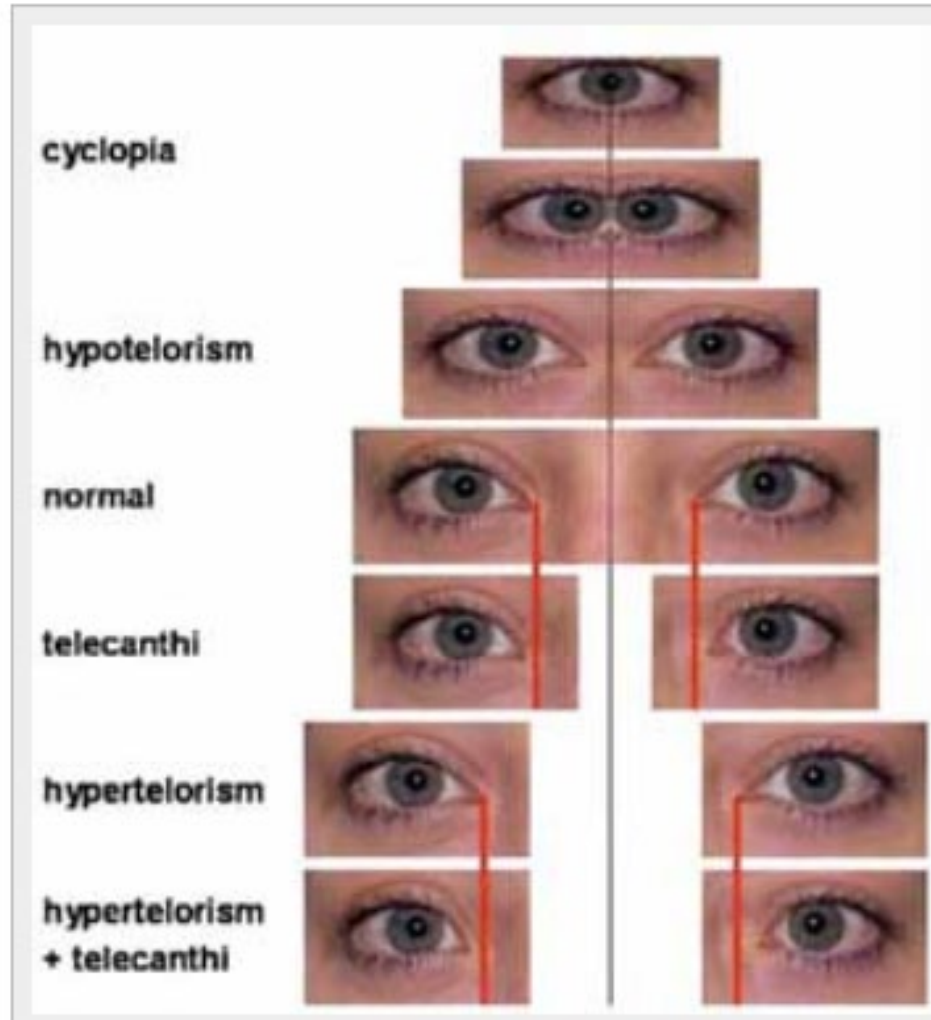 cyclopia
hypotelorism
normal
telecanthi
hypertelorism
hypertelorism
+ telecanthi